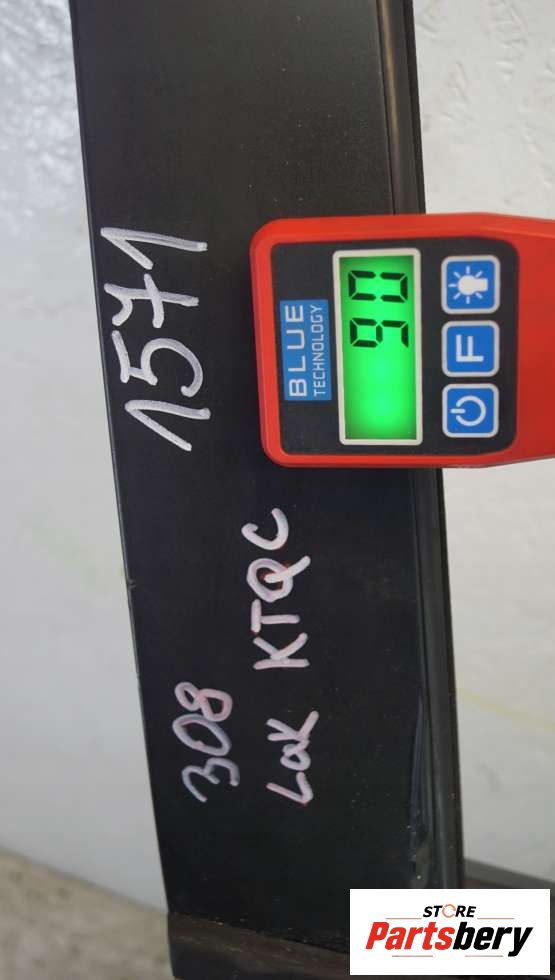 308 1571
Lak KTQC
BLUE
TECHNOLOGY
90
F
STORE
Partsbery